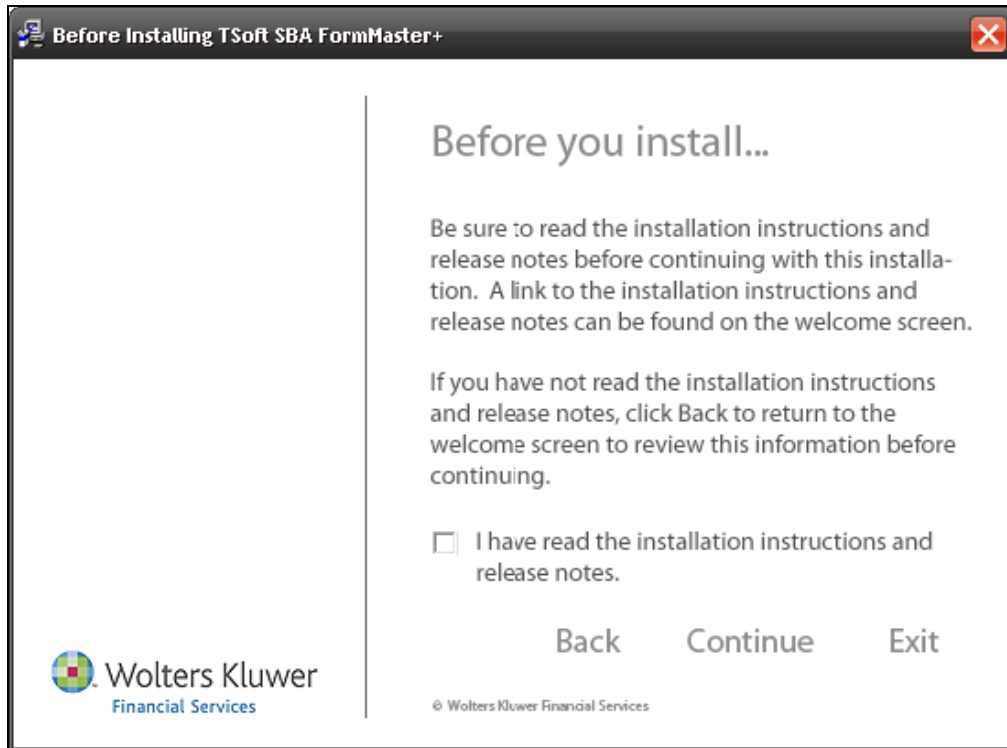 Before Installing TSoft SBA FormMaster+
Before you install...
Be sure to read the installation instructions and
release notes before continuing with this installa-
tion.  A link to the installation instructions and
release notes can be found on the welcome screen.
If you have not read the installation instructions
and release notes, click Back to return to the
welcome screen to review this information before
continuing.
I have read the installation instructions and
release notes.
Back Continue Exit
Wolters Kluwer
Financial Services
© Wolters Kluwer Financial Services